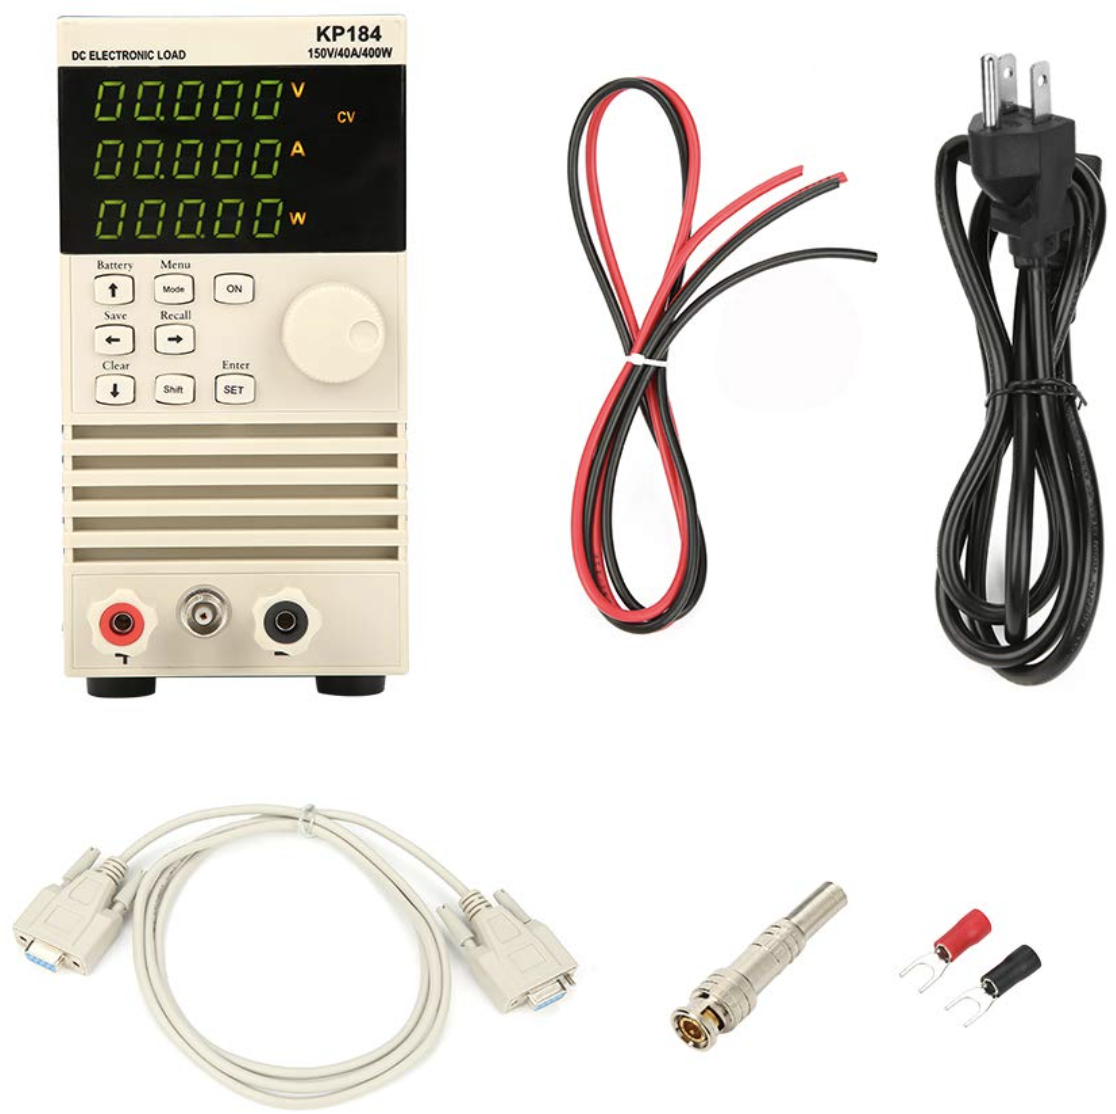 KP184
DC ELECTRONIC LOAD
150V/40A/400W
00.000 V
CV
00.000 A
000.00 W
Battery Menu
Mode ON
Save Recall
Clear Enter
Shift SET